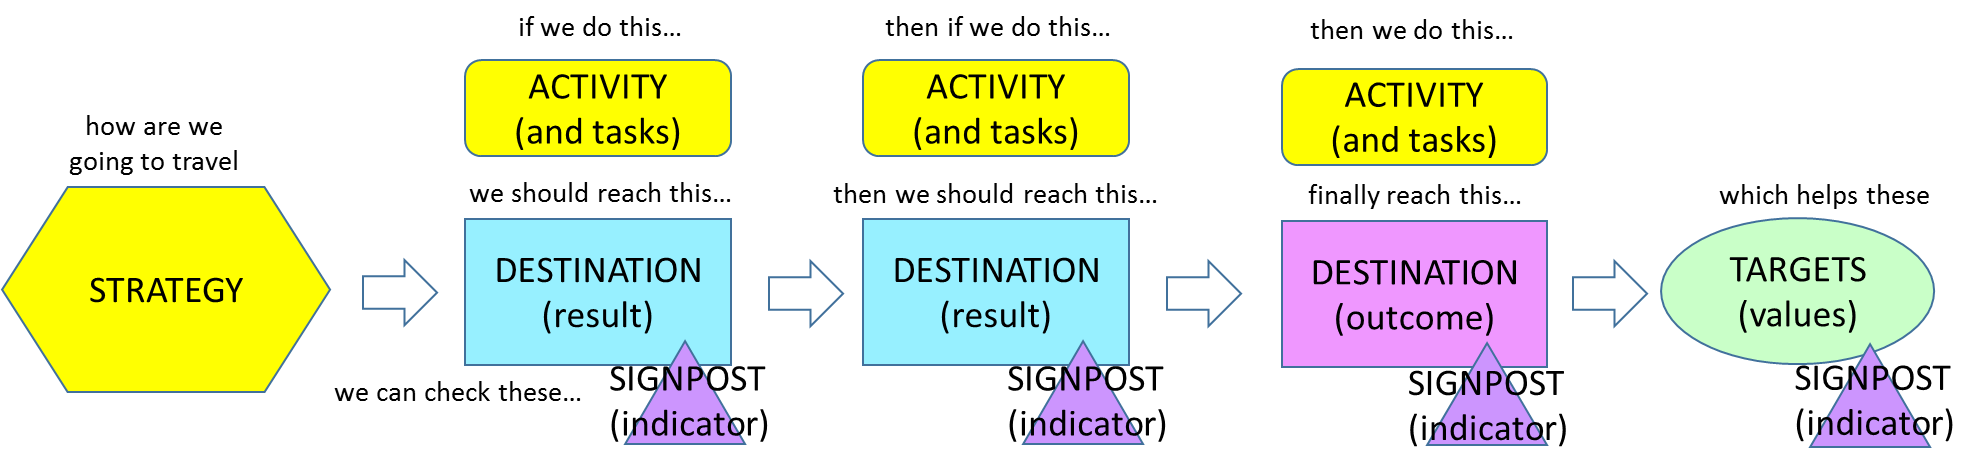 how are we
going to travel
STRATEGY
if we do this…
ACTIVITY
(and tasks)
we should reach this…
DESTINATION
(result)
we can check these…
SIGNPOST
(indicator)
then if we do this…
ACTIVITY
(and tasks)
then we should reach this…
DESTINATION
(result)
SIGNPOST
(indicator)
then we do this…
ACTIVITY
(and tasks)
finally reach this…
DESTINATION
(outcome)
SIGNPOST
(indicator)
which helps these
TARGETS
(values)
SIGNPOST
(indicator)